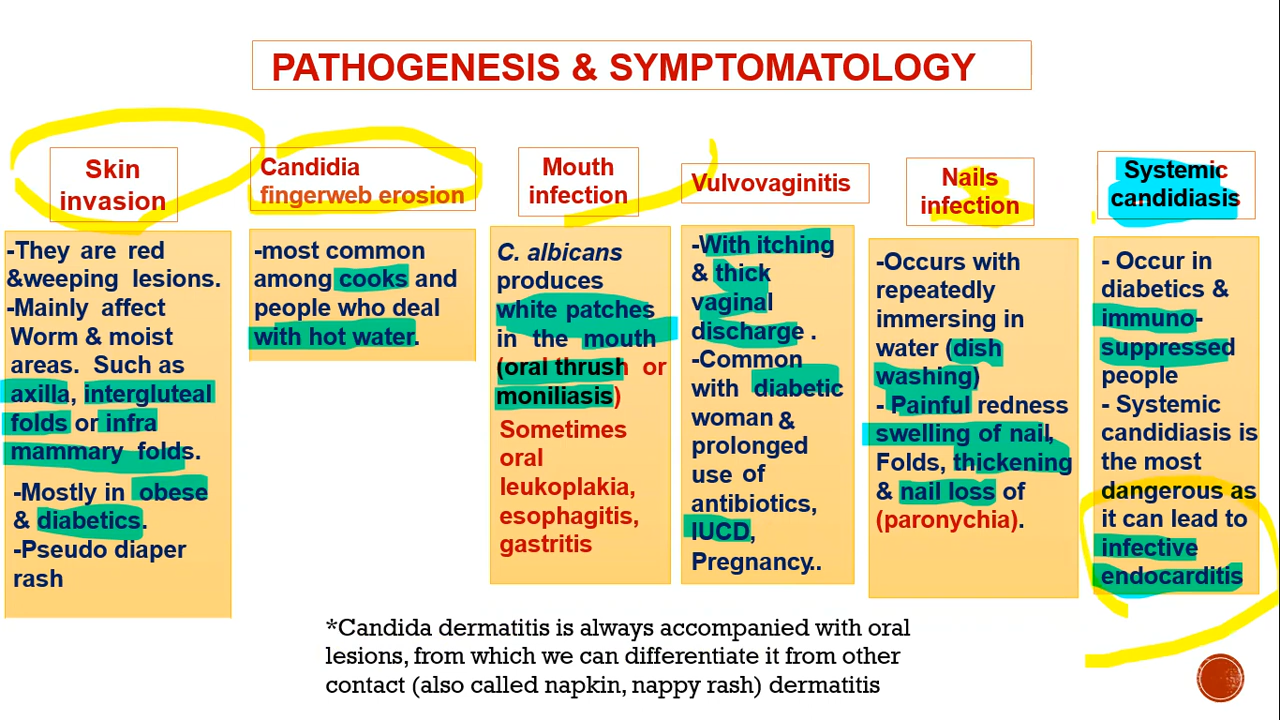 PATHOGENESIS & SYMPTOMATOLOGY
Skin
invasion
-They are red
&weeping lesions.
-Mainly affect
Worm & moist
areas. Such as
axilla, intergluteal
folds or infra
mammary folds.
-Mostly in obese
& diabetics.
-Pseudo diaper
rash
Candidia
fingerweb erosion
-most common
among cooks and
people who deal
with hot water.
Mouth
infection
C. albicans
produces
white patches
in the mouth
(oral thrush or
moniliasis)
Sometimes
oral
leukoplakia,
esophagitis,
gastritis
Vulvovaginitis
-With itching
& thick
vaginal
discharge .
-Common
with diabetic
woman &
prolonged
use of
antibiotics,
IUCD,
Pregnancy..
Nails
infection
-Occurs with
repeatedly
immersing in
water (dish
washing)
- Painful redness
swelling of nail,
Folds, thickening
& nail loss of
(paronychia).
Systemic
candidiasis
- Occur in
diabetics &
immuno-
suppressed
people
- Systemic
candidiasis is
the most
dangerous as
it can lead to
infective
endocarditis
*Candida dermatitis is always accompanied with oral
lesions, from which we can differentiate it from other
contact (also called napkin, nappy rash) dermatitis